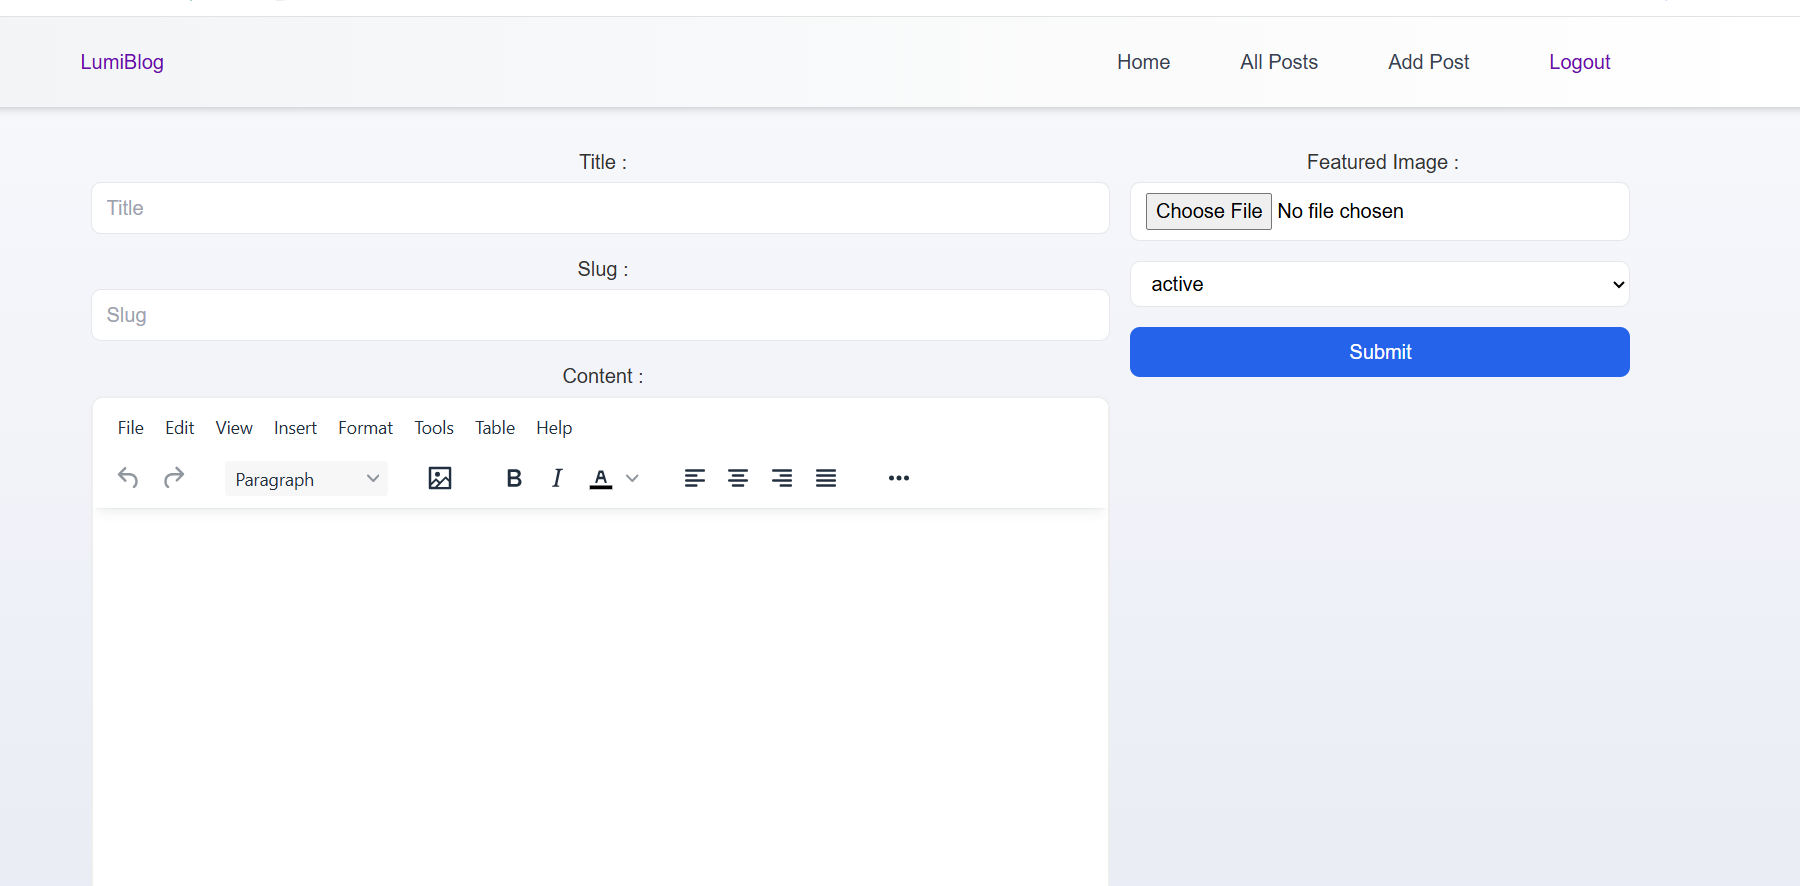 LumiBlog Home All Posts Add Post Logout
Title :
Title
Slug :
Slug
Content :
File Edit View Insert Format Tools Table Help
Paragraph B I A
Featured Image :
Choose File No file chosen
active
Submit